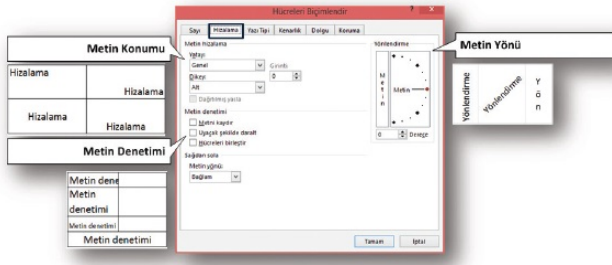 Hücreleri Biçimlendir
? x
Sayı Hizalama Yazı Tipi Kenarlık Dolgu Koruma
Metin Konumu
Hizalama
Hizalama
Hizalama
Hizalama
Metin hizalama
Yatay:
Genel
Girinti:
0
Dikey:
Alt
Dağıtılmış yasla
Metin denetimi
Metni kaydır
Uyacak şekilde daralt
Hücreleri birleştir
Sağdan sola
Metin yönü:
Bağlam
Yönlendirme
Metin
Metin
0 Derece
Tamam İptal
Metin Denetimi
Metin dene
Metin
denetimi
Metin denetimi
Metin denetimi
Metin Yönü
Yönlendirme
Yönlendirme
Yön